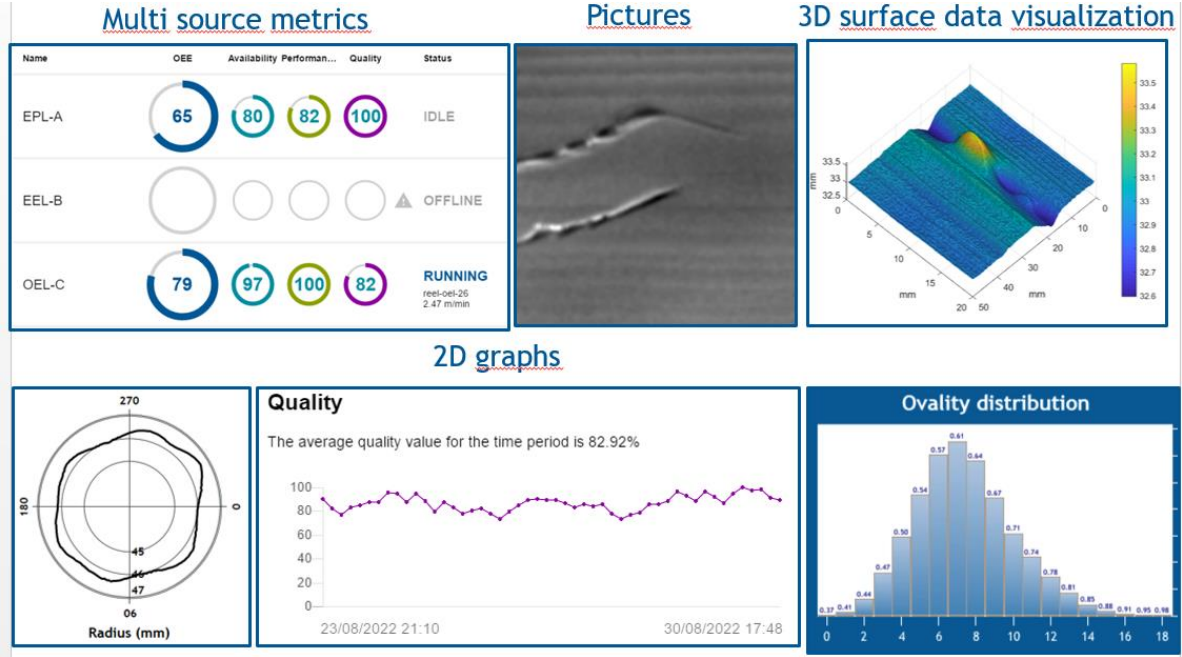 Multi source metrics
Pictures
3D surface data visualization
Name OEE Availability Performan... Quality Status
EPL-A 65 80 82 100 IDLE
EEL-B OFFLINE
OEL-C 79 97 100 82 RUNNING
reel-oel-26
2.47 m/min
33.5
33.4
33.3
33.2
33.1
33
32.9
32.8
32.7
32.6
33.5
33
32.5
mm
0
5
10
15
20
mm
0
10
20
30
40
50
mm
2D graphs
270
180
0
45
46
47
06
Radius (mm)
Quality
The average quality value for the time period is 82.92%
100
80
60
40
20
0
23/08/2022 21:10 30/08/2022 17:48
Ovality distribution
0.37 0.41 0.44 0.47 0.50 0.54 0.57 0.61 0.64 0.67 0.71 0.74 0.78 0.81 0.85 0.88 0.91 0.95 0.98
0 2 4 6 8 10 12 14 16 18